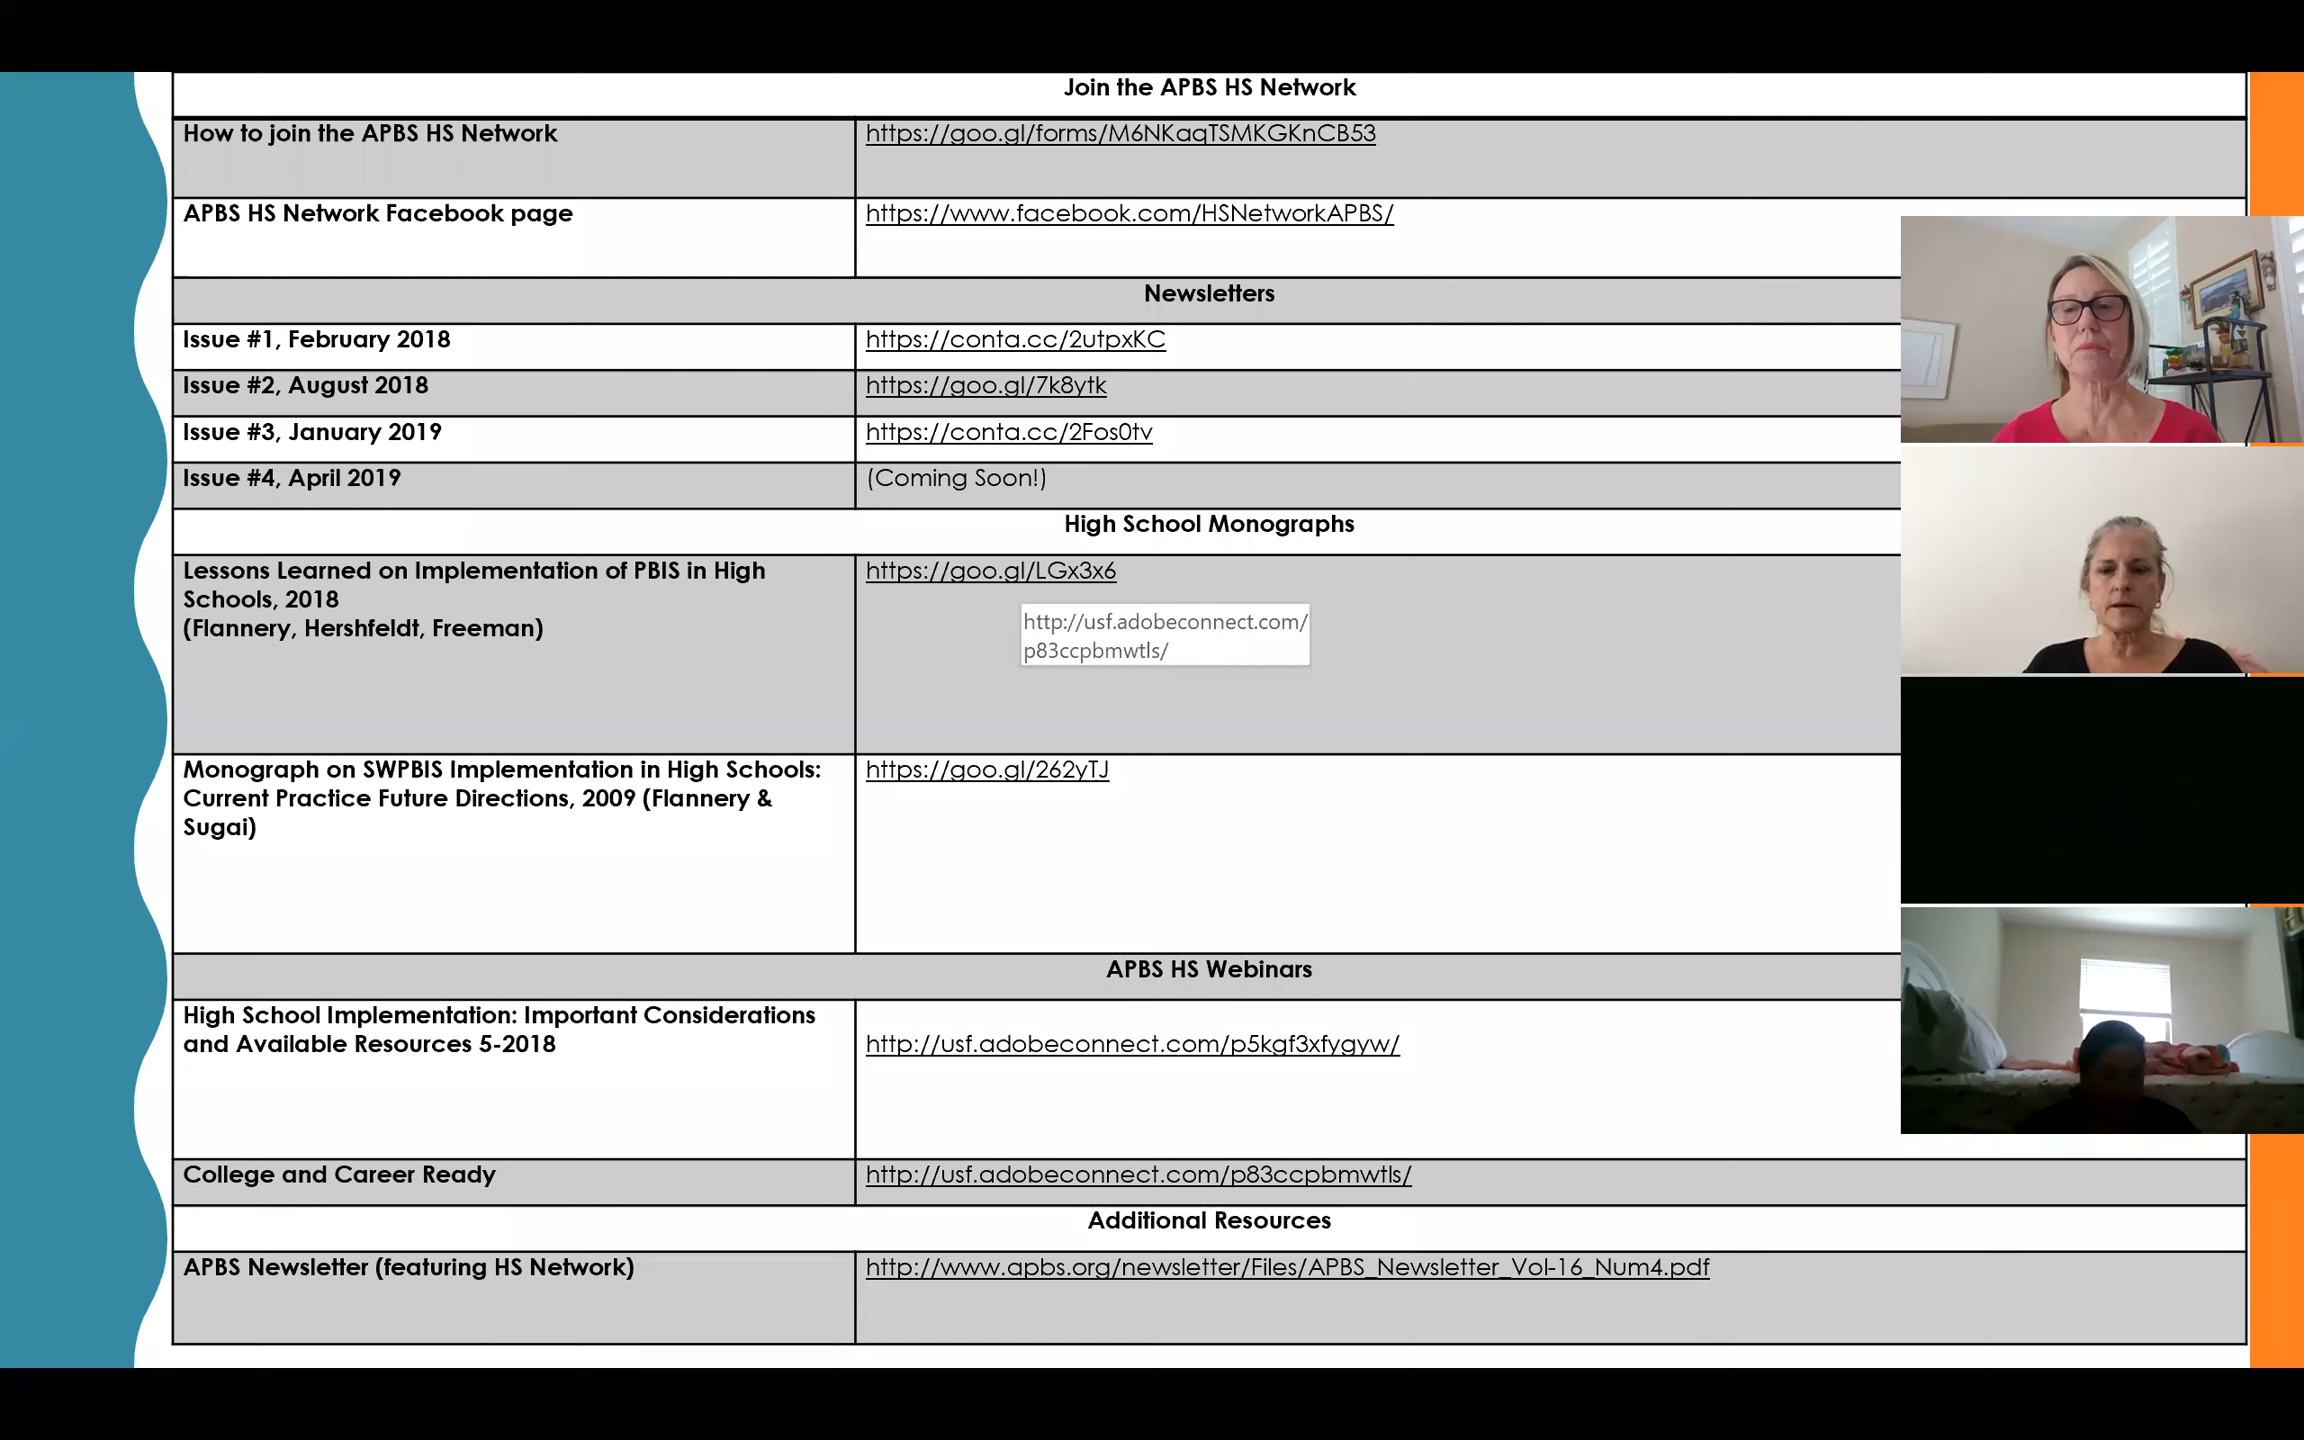 Join the APBS HS Network
How to join the APBS HS Network
https://goo.gl/forms/M6NKaqTSMKGKnCB53
APBS HS Network Facebook page
https://www.facebook.com/HSNetworkAPBS/
Newsletters
Issue #1, February 2018
https://conta.cc/2utpxKC
Issue #2, August 2018
https://goo.gl/7k8ytk
Issue #3, January 2019
https://conta.cc/2Fos0tv
Issue #4, April 2019
(Coming Soon!)
High School Monographs
Lessons Learned on Implementation of PBIS in High
Schools, 2018
(Flannery, Hershfeldt, Freeman)
https://goo.gl/LGx3x6
http://usf.adobeconnect.com/
p83ccpbmwtls/
Monograph on SWPBIS Implementation in High Schools:
Current Practice Future Directions, 2009 (Flannery &
Sugai)
https://goo.gl/262yTJ
APBS HS Webinars
High School Implementation: Important Considerations
and Available Resources 5-2018
http://usf.adobeconnect.com/p5kgf3xfygyw/
College and Career Ready
http://usf.adobeconnect.com/p83ccpbmwtls/
Additional Resources
APBS Newsletter (featuring HS Network)
http://www.apbs.org/newsletter/Files/APBS_Newsletter_Vol-16_Num4.pdf